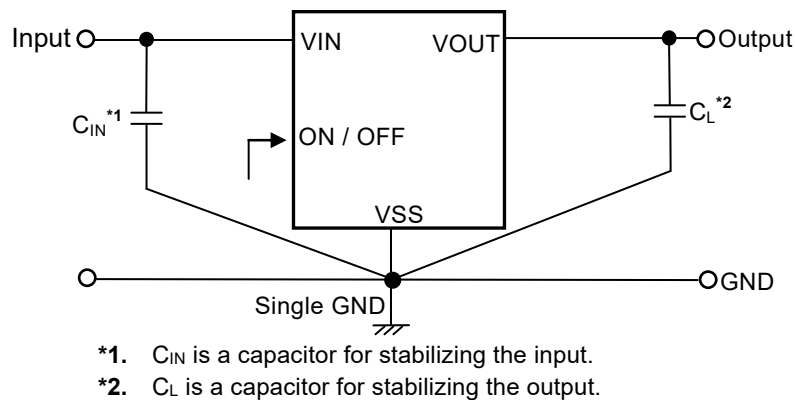 Input
VIN
VOUT
Output
CIN*1
CL*2
ON / OFF
VSS
GND
Single GND
*1. CIN is a capacitor for stabilizing the input.
*2. CL is a capacitor for stabilizing the output.